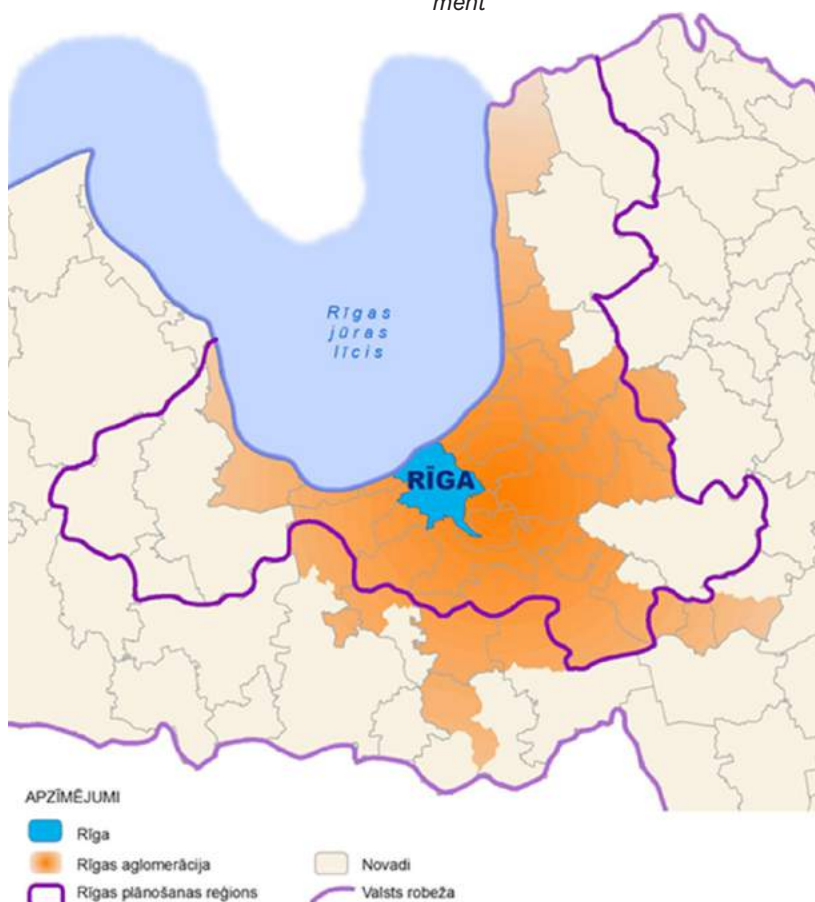 ment
Rīgas
jūras
līcis
RĪGA
APZĪMĒJUMI
Rīga
Rīgas aglomerācija
Novadi
Rīgas plānošanas reģions
Valsts robeža